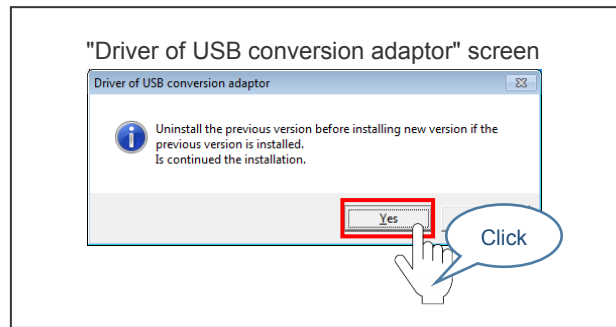 "Driver of USB conversion adaptor" screen
Driver of USB conversion adaptor
Uninstall the previous version before installing new version if the
previous version is installed.
Is continued the installation.
Yes
Click